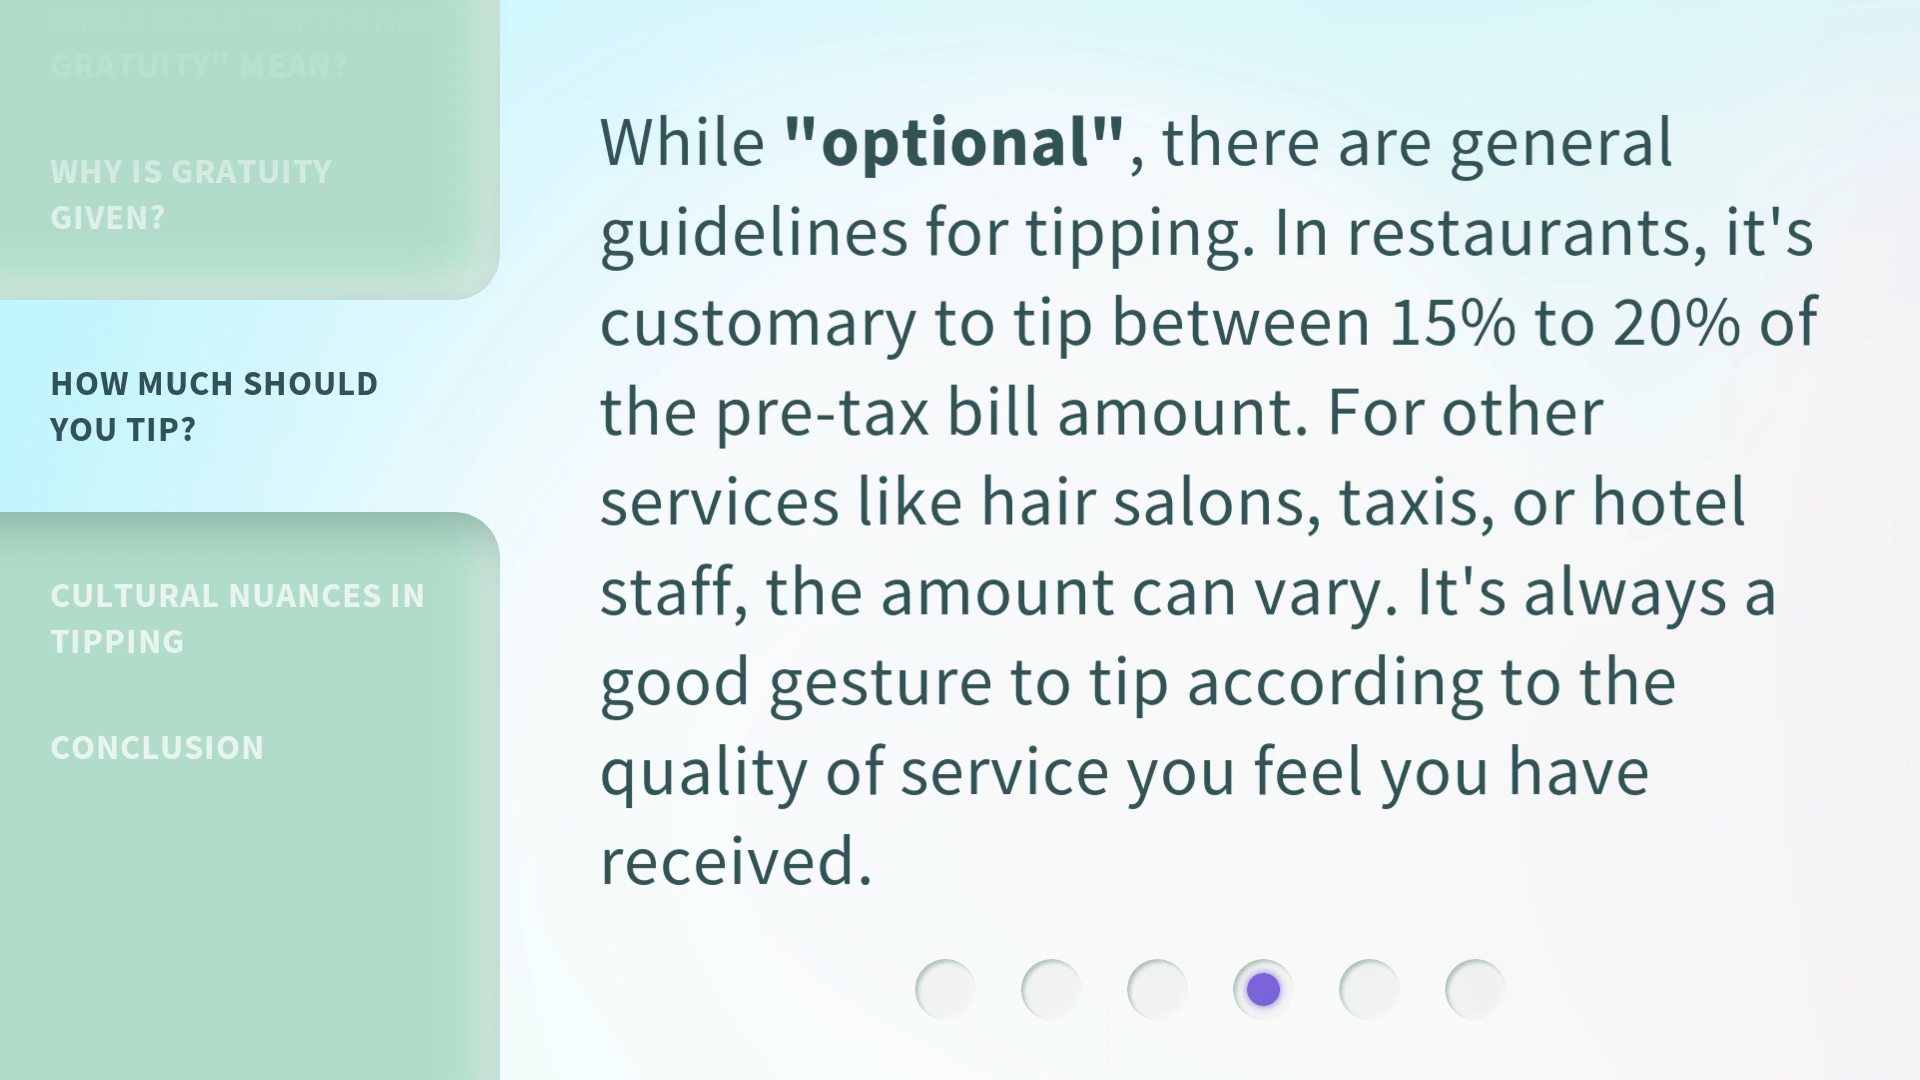 WHAT DOES "OPTIONAL
GRATUITY" MEAN?
WHY IS GRATUITY
GIVEN?
HOW MUCH SHOULD
YOU TIP?
CULTURAL NUANCES IN
TIPPING
CONCLUSION
While "optional", there are general
guidelines for tipping. In restaurants, it's
customary to tip between 15% to 20% of
the pre-tax bill amount. For other
services like hair salons, taxis, or hotel
staff, the amount can vary. It's always a
good gesture to tip according to the
quality of service you feel you have
received.